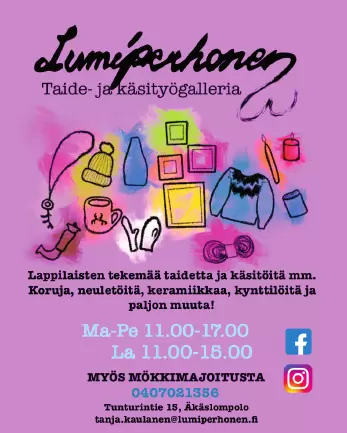 Lumiperhonen
Taide- ja käsityögalleria
Lappilaisten tekemää taidetta ja käsitöitä mm.
Koruja, neuletöitä, keramiikkaa, kynttilöitä ja
paljon muuta!
Ma-Pe 11.00-17.00
La 11.00-15.00
MYÖS MÖKKIMAJOITUSTA
0407021356
Tunturintie 15, Äkäslompolo
tanja.kaulanen@lumiperhonen.fi